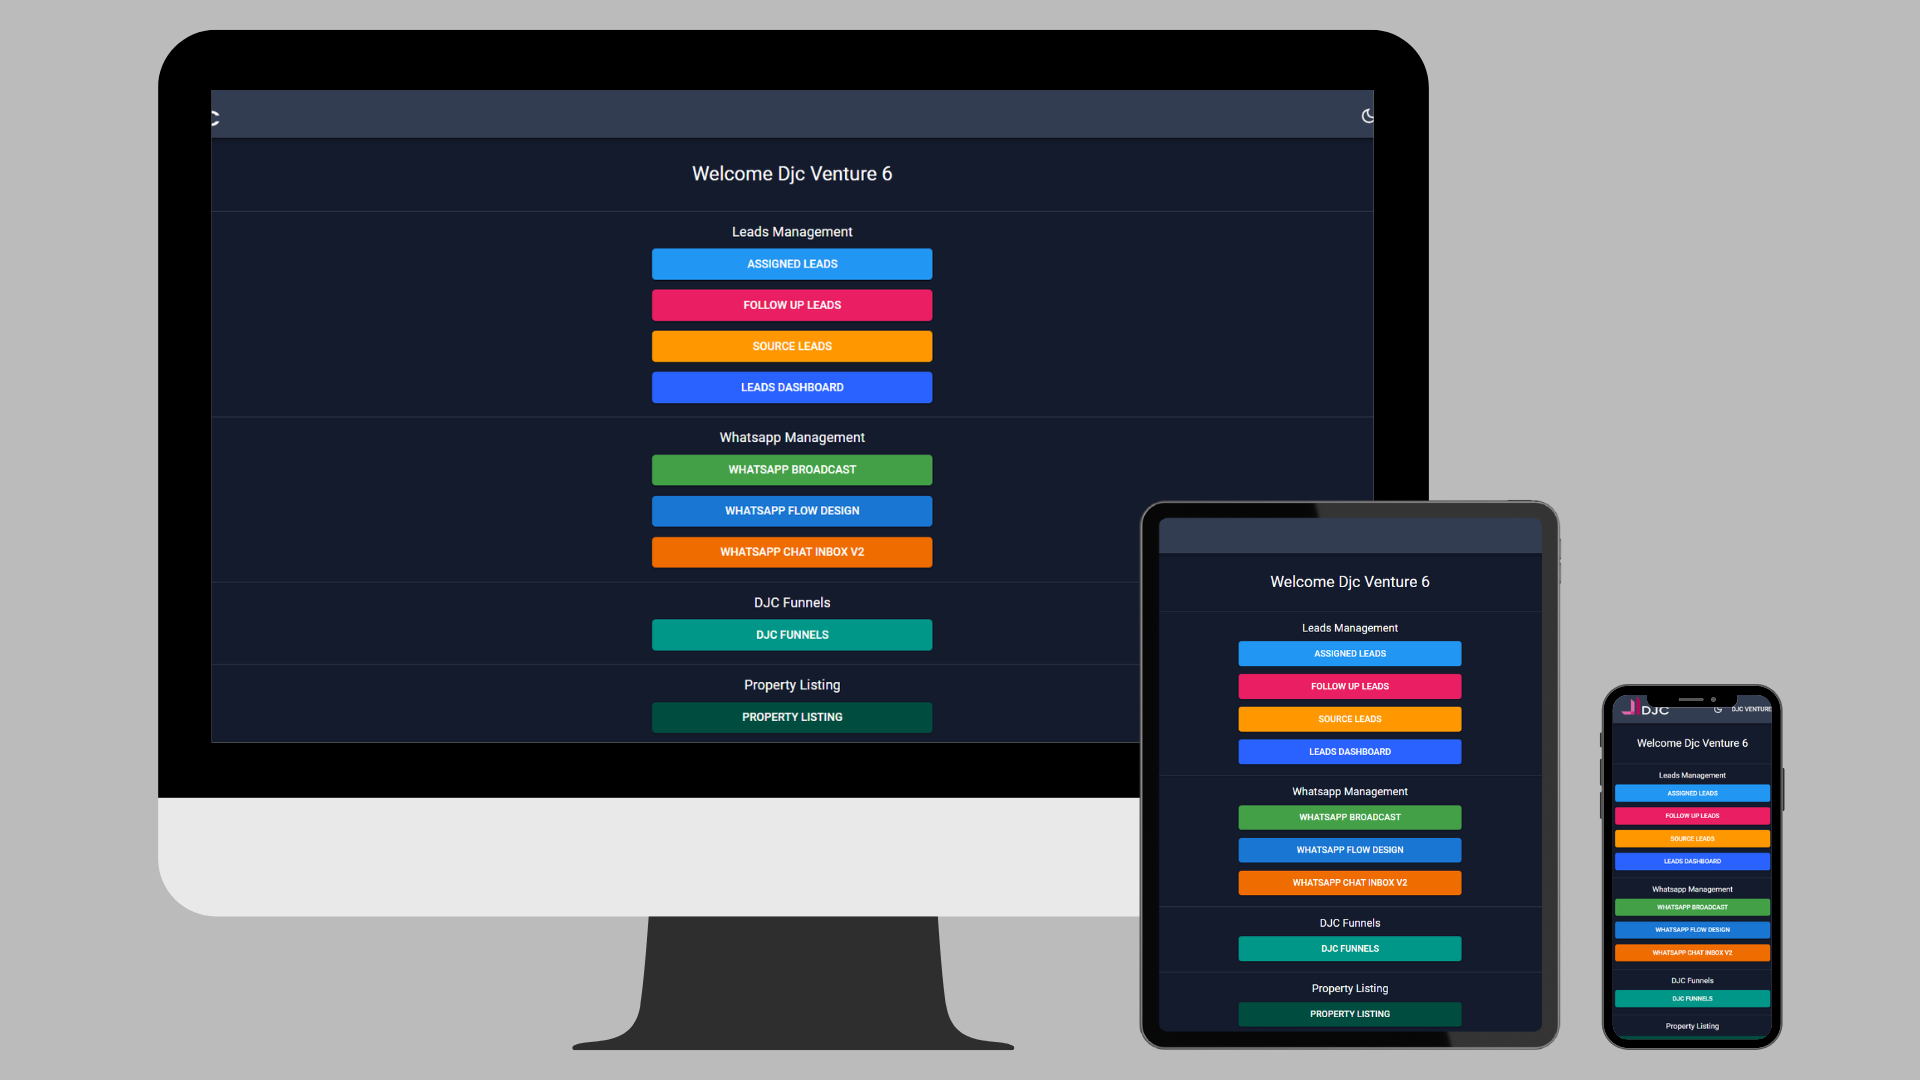 C
Welcome Djc Venture 6
Leads Management
ASSIGNED LEADS
FOLLOW UP LEADS
SOURCE LEADS
LEADS DASHBOARD
Whatsapp Management
WHATSAPP BROADCAST
WHATSAPP FLOW DESIGN
WHATSAPP CHAT INBOX V2
DJC Funnels
DJC FUNNELS
Property Listing
PROPERTY LISTING
Welcome Djc Venture 6
Leads Management
ASSIGNED LEADS
FOLLOW UP LEADS
SOURCE LEADS
LEADS DASHBOARD
Whatsapp Management
WHATSAPP BROADCAST
WHATSAPP FLOW DESIGN
WHATSAPP CHAT INBOX V2
DJC Funnels
DJC FUNNELS
Property Listing
PROPERTY LISTING
DJC DJC VENTURE
Welcome Djc Venture 6
Leads Management
ASSIGNED LEADS
FOLLOW UP LEADS
SOURCE LEADS
LEADS DASHBOARD
Whatsapp Management
WHATSAPP BROADCAST
WHATSAPP FLOW DESIGN
WHATSAPP CHAT INBOX V2
DJC Funnels
DJC FUNNELS
Property Listing